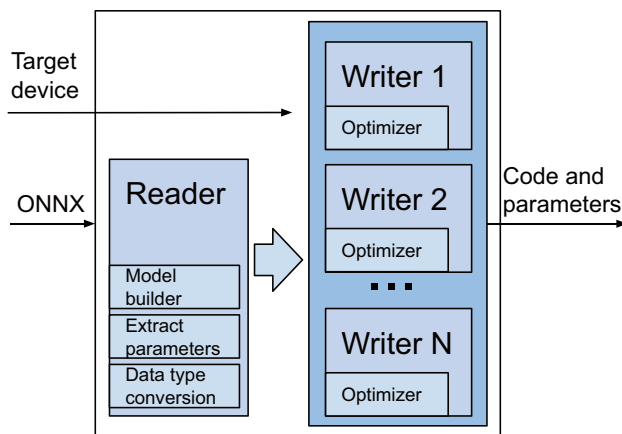 Target
device
ONNX
Reader
Model
builder
Extract
parameters
Data type
conversion
Writer 1
Optimizer
Writer 2
Optimizer
...
Writer N
Optimizer
Code and
parameters